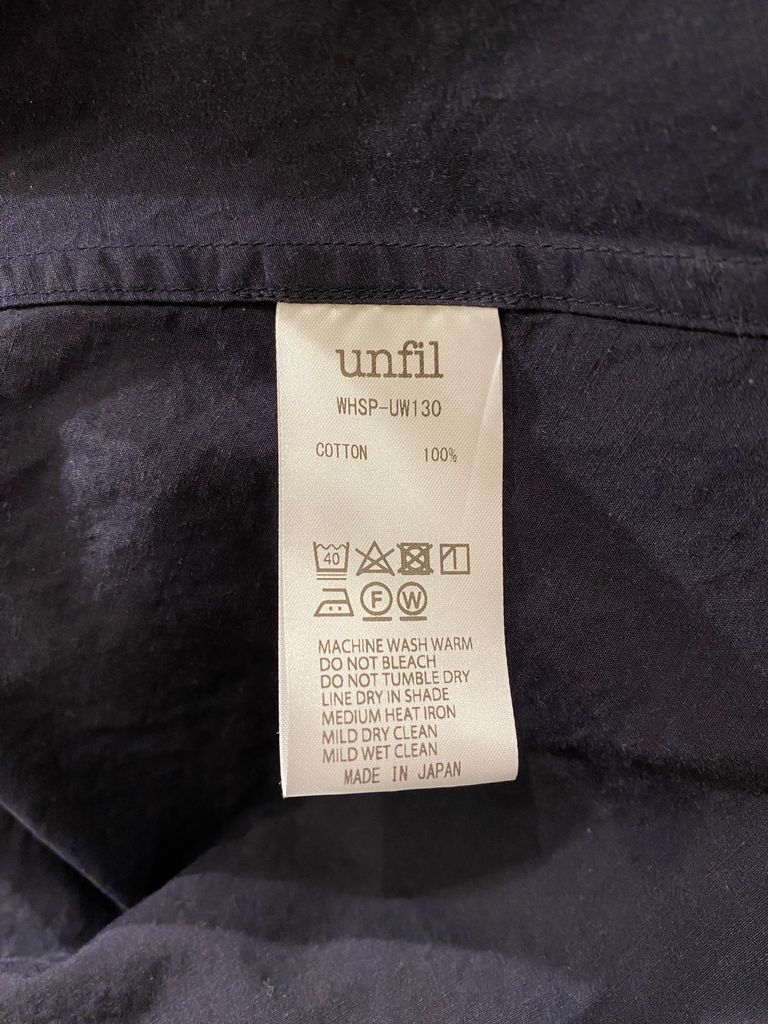 unfil
WHSP-UW130
COTTON 100%
40
F W
MACHINE WASH WARM
DO NOT BLEACH
DO NOT TUMBLE DRY
LINE DRY IN SHADE
MEDIUM HEAT IRON
MILD DRY CLEAN
MILD WET CLEAN
MADE IN JAPAN